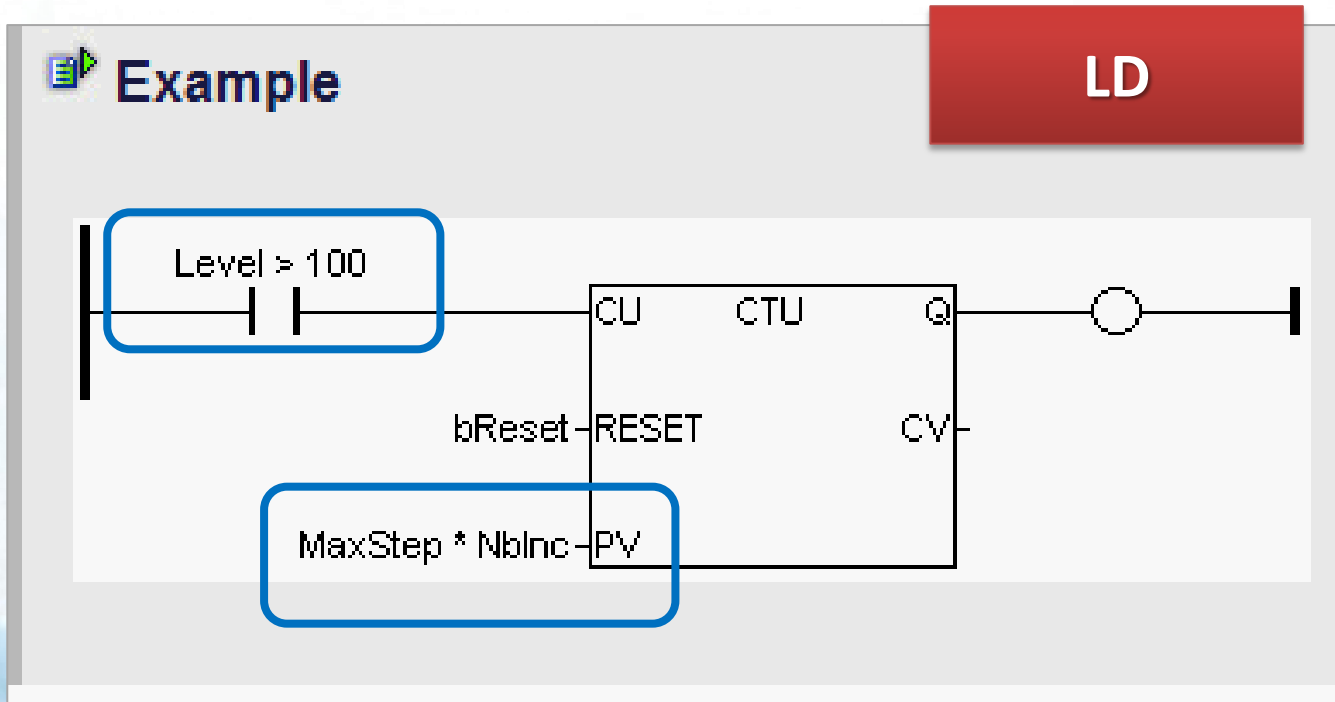 LD
Example
Level > 100
CU CTU Q
bReset RESET CV
MaxStep * NbInc PV